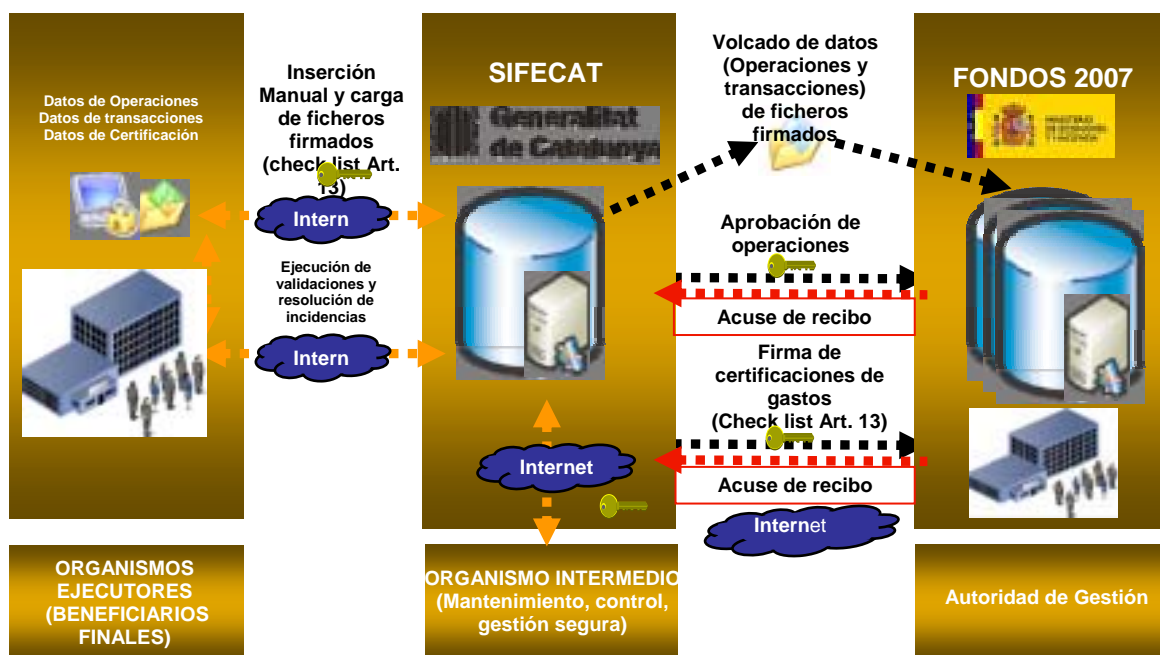 Datos de Operaciones
Datos de transacciones
Datos de Certificación
Inserción
Manual y carga
de ficheros
firmados
(check list Art.
13)
Intern
Ejecución de
validaciones y
resolución de
incidencias
Intern
ORGANISMOS
EJECUTORES
(BENEFICIARIOS
FINALES)
SIFECAT
Generalitat
de Catalunya
Internet
ORGANISMO INTERMEDIO
(Mantenimiento, control,
gestión segura)
Volcado de datos
(Operaciones y
transacciones)
de ficheros
firmados
Aprobación de
operaciones
Acuse de recibo
Firma de
certificaciones de
gastos
(Check list Art. 13)
Acuse de recibo
Internet
FONDOS 2007
Autoridad de Gestión